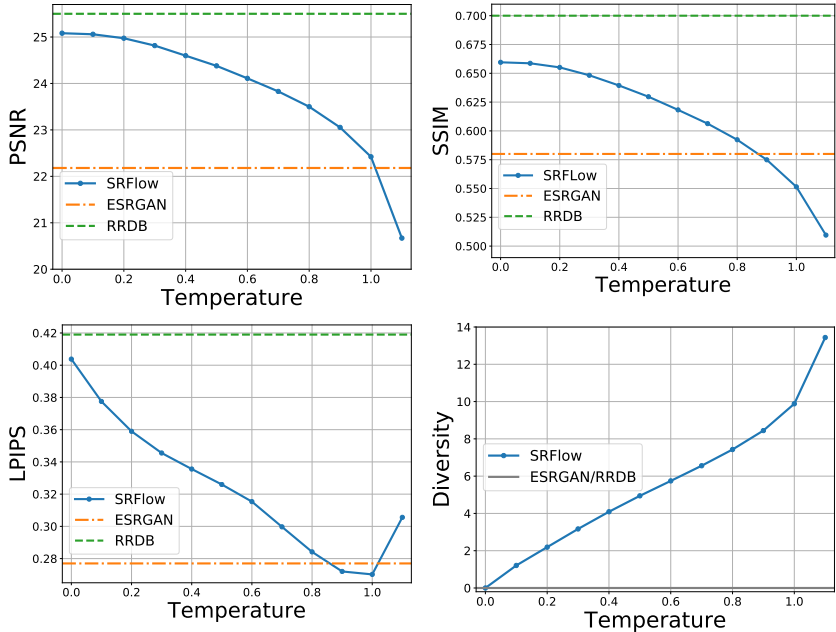 PSNR
25
24
23
22
21
20
SRFlow
ESRGAN
RRDB
0.0 0.2 0.4 0.6 0.8 1.0
Temperature
SSIM
0.700
0.675
0.650
0.625
0.600
0.575
0.550
0.525
0.500
SRFLow
ESRGAN
RRDB
0.0 0.2 0.4 0.6 0.8 1.0
Temperature
LPIPS
0.42
0.40
0.38
0.36
0.34
0.32
0.30
0.28
SRFlow
ESRGAN
RRDB
0.0 0.2 0.4 0.6 0.8 1.0
Temperature
Diversity
14
12
10
8
6
4
2
0
SRFlow
ESRGAN/RRDB
0.0 0.2 0.4 0.6 0.8 1.0
Temperature